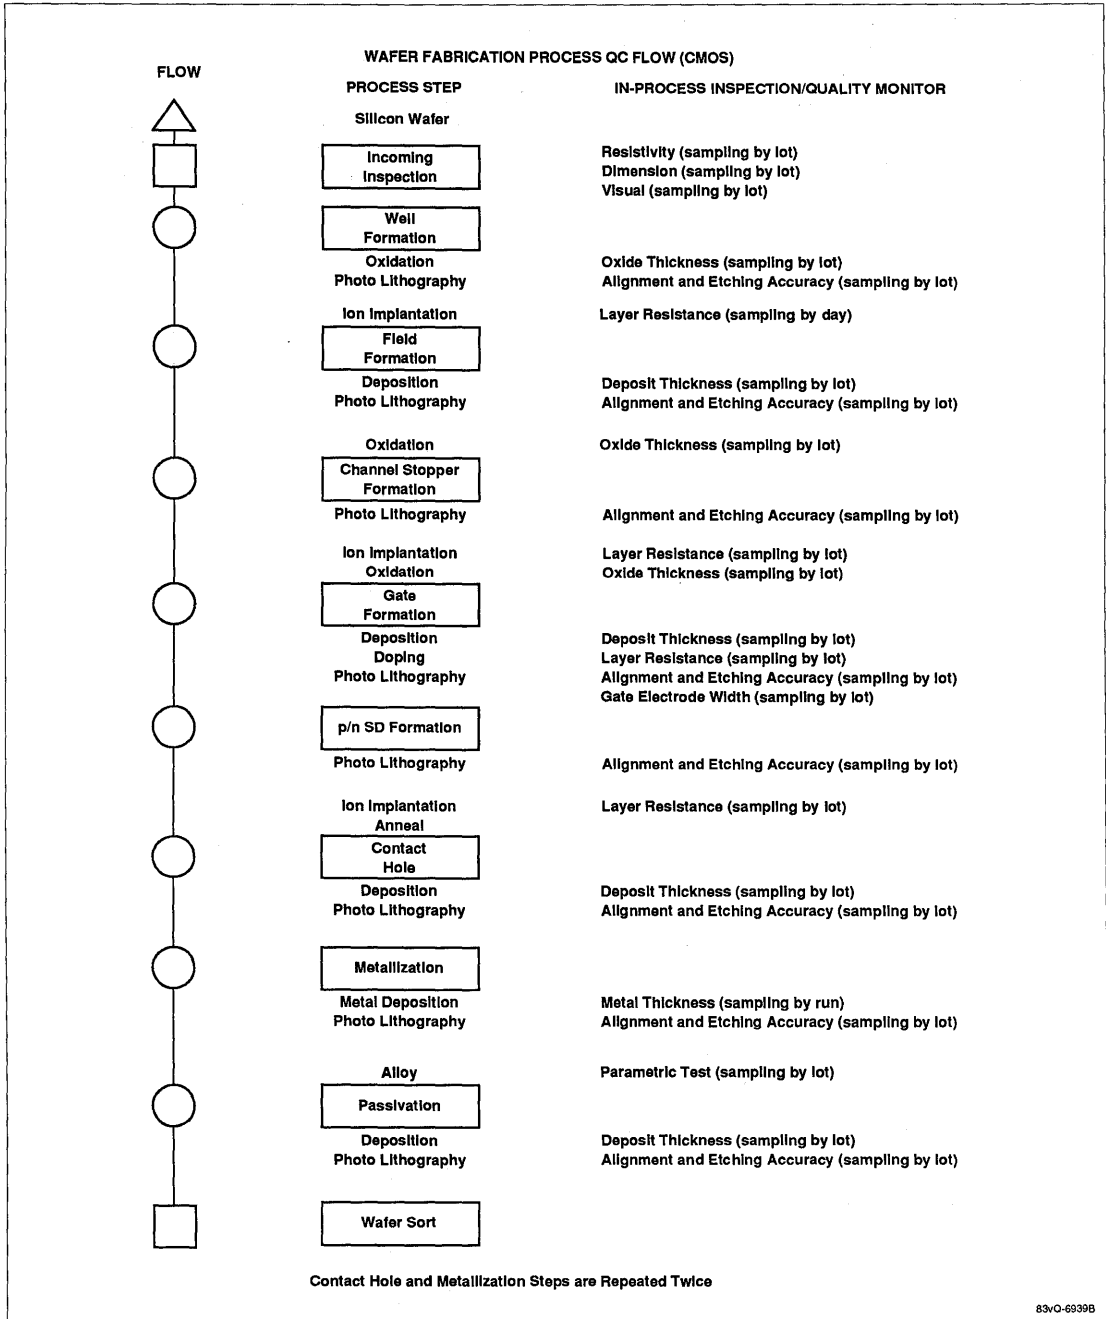 WAFER FABRICATION PROCESS QC FLOW (CMOS)
FLOW
PROCESS STEP IN-PROCESS INSPECTION/QUALITY MONITOR
Silicon Wafer
Incoming Resistivity (sampling by lot)
Inspection Dimension (sampling by lot)
Visual (sampling by lot)
Well
Formation
Oxidation Oxide Thickness (sampling by lot)
Photo Lithography Alignment and Etching Accuracy (sampling by lot)
Ion Implantation Layer Resistance (sampling by day)
Field
Formation
Deposition Deposit Thickness (sampling by lot)
Photo Lithography Alignment and Etching Accuracy (sampling by lot)
Oxidation Oxide Thickness (sampling by lot)
Channel Stopper
Formation
Photo Lithography Alignment and Etching Accuracy (sampling by lot)
Ion Implantation Layer Resistance (sampling by lot)
Oxidation Oxide Thickness (sampling by lot)
Gate
Formation
Deposition Deposit Thickness (sampling by lot)
Doping Layer Resistance (sampling by lot)
Photo Lithography Alignment and Etching Accuracy (sampling by lot)
Gate Electrode Width (sampling by lot)
p/n SD Formation
Photo Lithography Alignment and Etching Accuracy (sampling by lot)
Ion Implantation Layer Resistance (sampling by lot)
Anneal
Contact
Hole
Deposition Deposit Thickness (sampling by lot)
Photo Lithography Alignment and Etching Accuracy (sampling by lot)
Metallization
Metal Deposition Metal Thickness (sampling by run)
Photo Lithography Alignment and Etching Accuracy (sampling by lot)
Alloy Parametric Test (sampling by lot)
Passivation
Deposition Deposit Thickness (sampling by lot)
Photo Lithography Alignment and Etching Accuracy (sampling by lot)
Wafer Sort
Contact Hole and Metallization Steps are Repeated Twice
83vQ-6939B